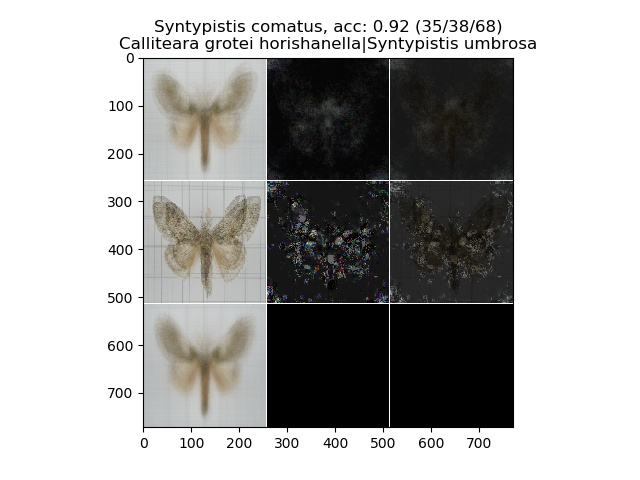 Syntypistis comatus, acc: 0.92 (35/38/68)
Calliteara grotei horishanella|Syntypistis umbrosa
0
100
200
300
400
500
600
700
0 100 200 300 400 500 600 700